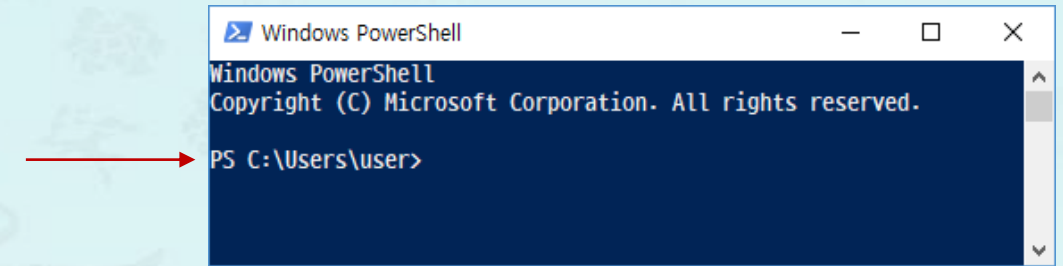 Windows PowerShell
Windows PowerShell
Copyright (C) Microsoft Corporation. All rights reserved.
PS C:\Users\user>